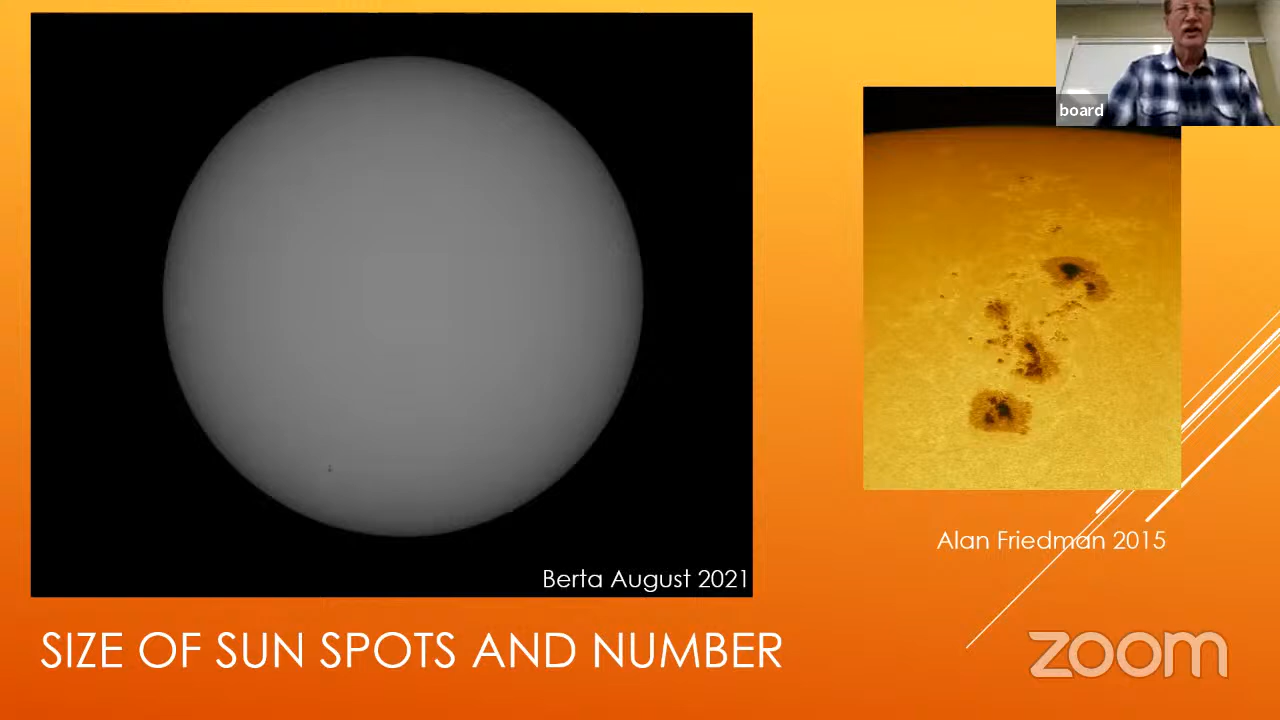 board
Berta August 2021
Alan Friedman 2015
SIZE OF SUN SPOTS AND NUMBER
zoom